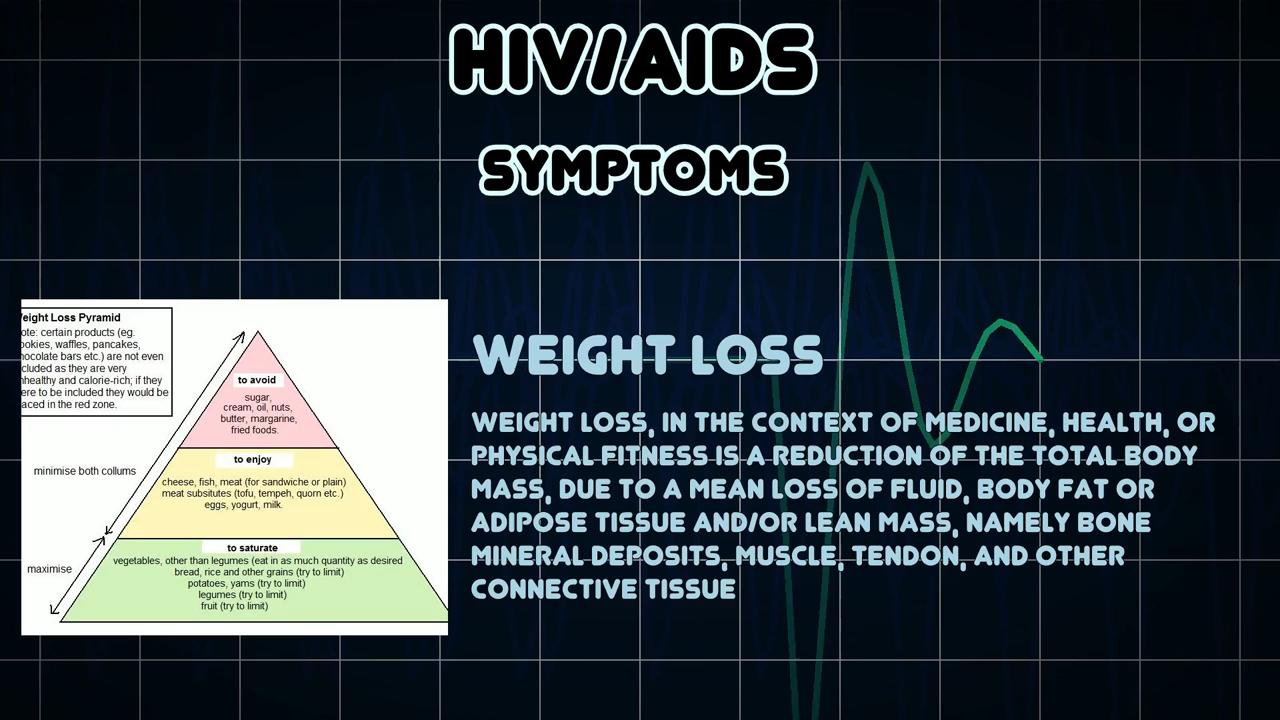 HIV/AIDS
SYMPTOMS
eight Loss Pyramid
ote: certain products (eg.
ookies, waffles, pancakes,
hocolate bars etc.) are not even
cluded as they are very
nhealthy and calorie-rich; if they
ere to be included they would be
aced in the red zone.
to avoid
sugar,
cream, oil, nuts,
butter, margarine,
fried foods.
minimise both collums
to enjoy
cheese, fish, meat (for sandwiche or plain)
meat subsitutes (tofu, tempeh, quorn etc.)
eggs, yogurt, milk.
maximise
to saturate
vegetables, other than legumes (eat in as much quantity as desired
bread, rice and other grains (try to limit)
potatoes, yams (try to limit)
legumes (try to limit)
fruit (try to limit)
WEIGHT LOSS
WEIGHT LOSS, IN THE CONTEXT OF MEDICINE, HEALTH, OR
PHYSICAL FITNESS IS A REDUCTION OF THE TOTAL BODY
MASS, DUE TO A MEAN LOSS OF FLUID, BODY FAT OR
ADIPOSE TISSUE AND/OR LEAN MASS, NAMELY BONE
MINERAL DEPOSITS, MUSCLE, TENDON, AND OTHER
CONNECTIVE TISSUE